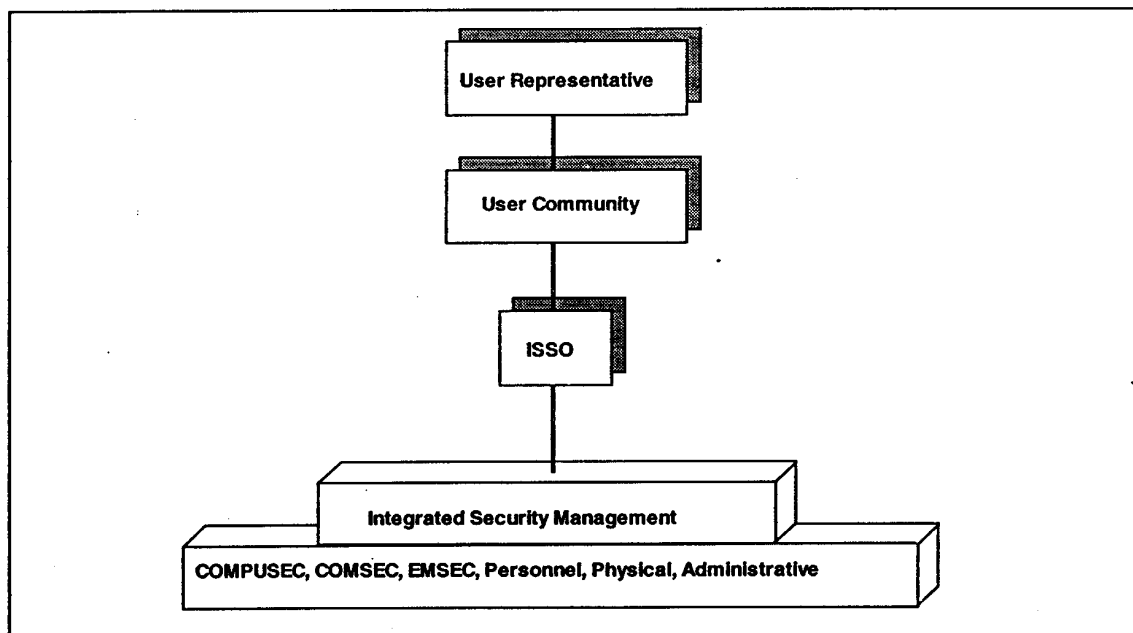 User Representative
User Community
ISSO
Integrated Security Management
COMPUSEC, COMSEC, EMSEC, Personnel, Physical, Administrative